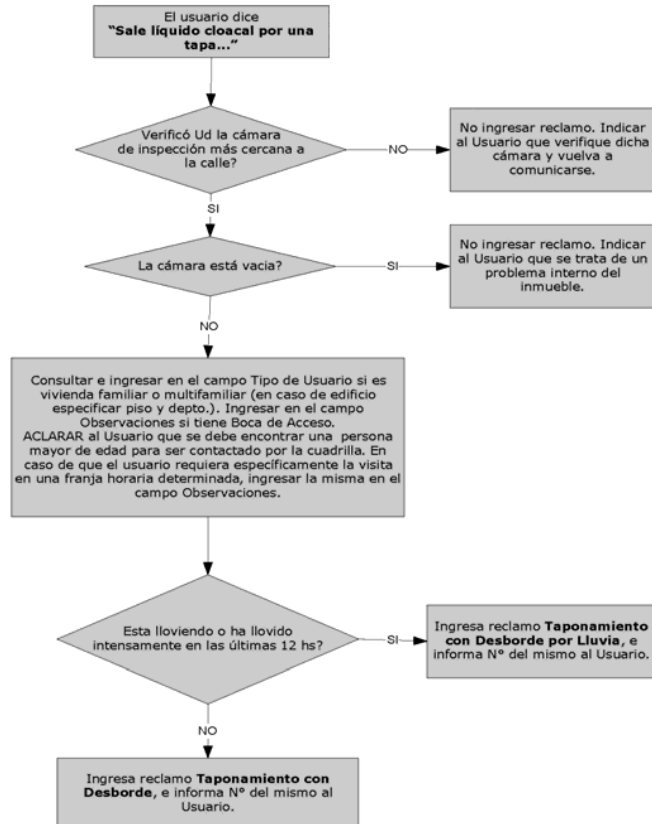 El usuario dice
“Sale líquido cloacal por una
tapa...”
Verificó Ud la cámara
de inspección más cercana a
la calle?
NO
No ingresar reclamo. Indicar
al Usuario que verifique dicha
cámara y vuelva a
comunicarse.
SI
La cámara está vacia?
SI
No ingresar reclamo. Indicar
al Usuario que se trata de un
problema interno del
inmueble.
NO
Consultar e ingresar en el campo Tipo de Usuario si es
vivienda familiar o multifamiliar (en caso de edificio
especificar piso y depto.). Ingresar en el campo
Observaciones si tiene Boca de Acceso.
ACLARAR al Usuario que se debe encontrar una persona
mayor de edad para ser contactado por la cuadrilla. En
caso de que el usuario requiera específicamente la visita
en una franja horaria determinada, ingresar la misma en el
campo Observaciones.
Esta lloviendo o ha llovido
intensamente en las últimas 12 hs?
SI
Ingresa reclamo Taponamiento
con Desborde por Lluvia, e
informa N° del mismo al Usuario.
NO
Ingresa reclamo Taponamiento con
Desborde, e informa N° del mismo al
Usuario.